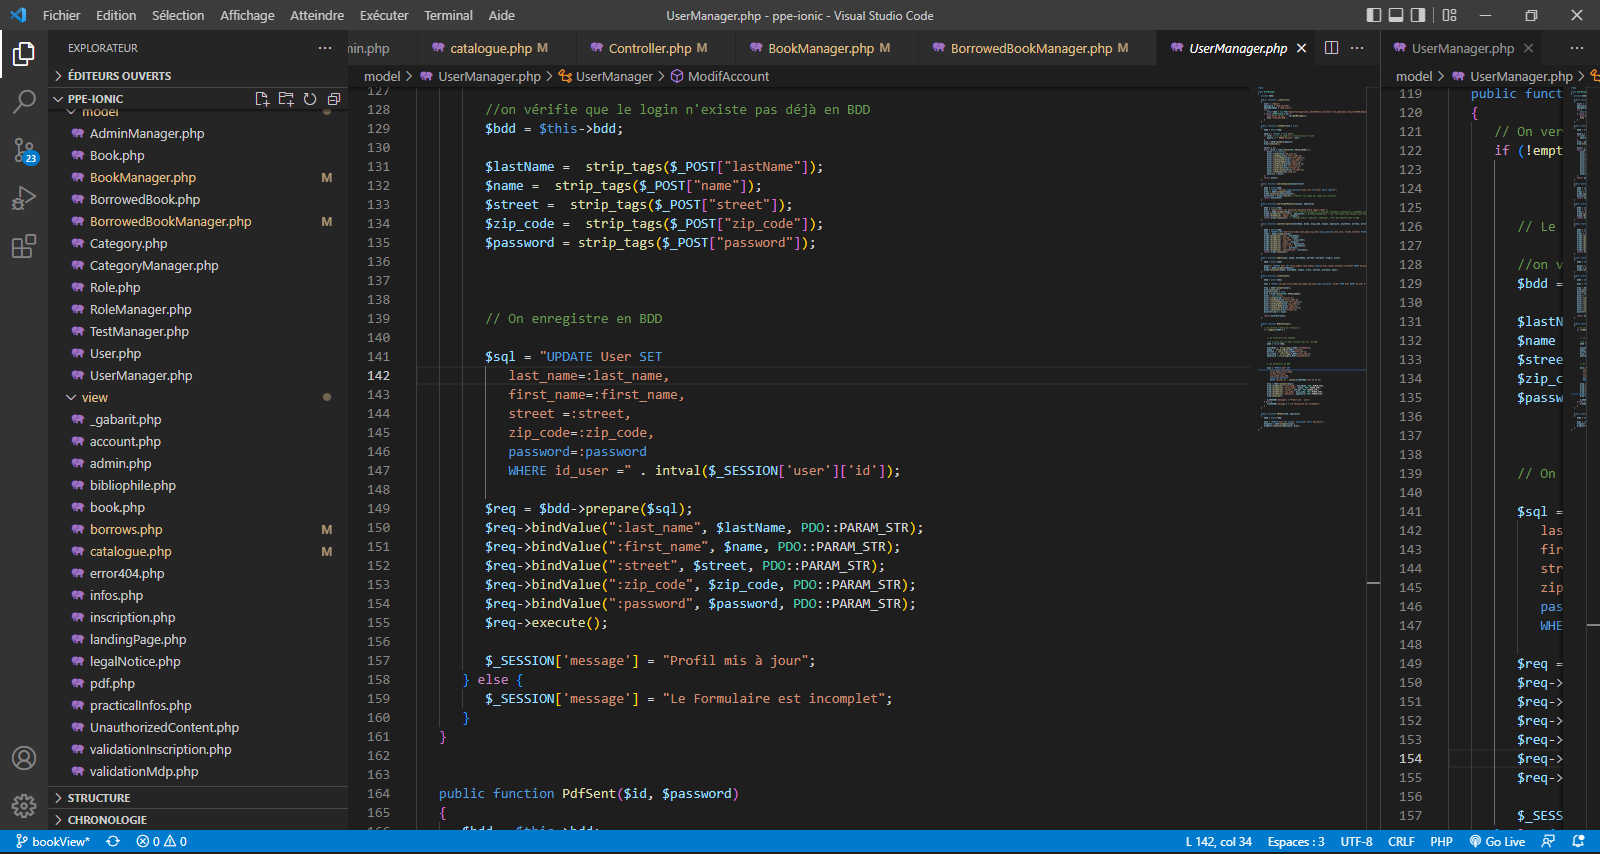 Fichier Edition Sélection Affichage Atteindre Exécuter Terminal Aide UserManager.php - ppe-ionic - Visual Studio Code
EXPLORATEUR
min.php catalogue.php M Controller.php M BookManager.php M BorrowedBookManager.php M UserManager.php UserManager.php
ÉDITEURS OUVERTS
model > UserManager.php > UserManager > ModifAccount
model > UserManager.php >
PPE-IONIC
model
AdminManager.php
Book.php
BookManager.php M
BorrowedBook.php
BorrowedBookManager.php M
Category.php
CategoryManager.php
Role.php
RoleManager.php
TestManager.php
User.php
UserManager.php
view
_gabarit.php
account.php
admin.php
bibliophile.php
book.php
borrows.php M
catalogue.php M
error404.php
infos.php
inscription.php
landingPage.php
legalNotice.php
pdf.php
practicalInfos.php
UnauthorizedContent.php
validationInscription.php
validationMdp.php
STRUCTURE
CHRONOLOGIE
23
127
128 //on vérifie que le login n'existe pas déjà en BDD
129 $bdd = $this->bdd;
130
131 $lastName =  strip_tags($_POST["lastName"]);
132 $name =  strip_tags($_POST["name"]);
133 $street =  strip_tags($_POST["street"]);
134 $zip_code =  strip_tags($_POST["zip_code"]);
135 $password = strip_tags($_POST["password"]);
136
137
138
139 // On enregistre en BDD
140
141 $sql = "UPDATE User SET
142 last_name=:last_name,
143 first_name=:first_name,
144 street =:street,
145 zip_code=:zip_code,
146 password=:password
147 WHERE id_user =" . intval($_SESSION['user']['id']);
148
149 $req = $bdd->prepare($sql);
150 $req->bindValue(":last_name", $lastName, PDO::PARAM_STR);
151 $req->bindValue(":first_name", $name, PDO::PARAM_STR);
152 $req->bindValue(":street", $street, PDO::PARAM_STR);
153 $req->bindValue(":zip_code", $zip_code, PDO::PARAM_STR);
154 $req->bindValue(":password", $password, PDO::PARAM_STR);
155 $req->execute();
156
157 $_SESSION['message'] = "Profil mis à jour";
158 } else {
159 $_SESSION['message'] = "Le Formulaire est incomplet";
160 }
161 }
162
163
164 public function PdfSent($id, $password)
165 {
166 $bdd = $this->bdd;
119 public funct
120 {
121 // On ver
122 if (!empt
123
124
125
126 // Le
127
128 //on v
129 $bdd =
130
131 $lastN
132 $name
133 $stree
134 $zip_c
135 $passw
136
137
138
139 // On
140
141 $sql =
142 las
143 fir
144 str
145 zip
146 pas
147 WHE
148
149 $req =
150 $req->
151 $req->
152 $req->
153 $req->
154 $req->
155 $req->
156
157 $_SESS
bookView* 0 0 L 142, col 34 Espaces : 3 UTF-8 CRLF PHP Go Live